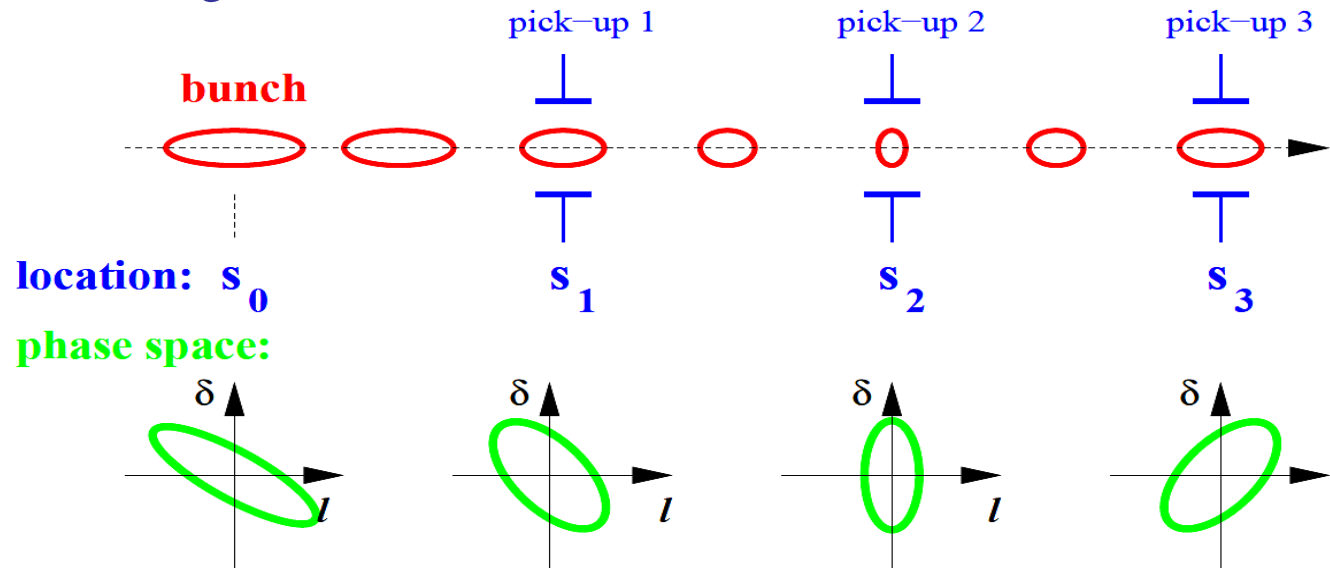 pick−up 1 pick−up 2 pick−up 3
bunch
location: s0 s1 s2 s3
phase space:
δ δ δ δ
l l l